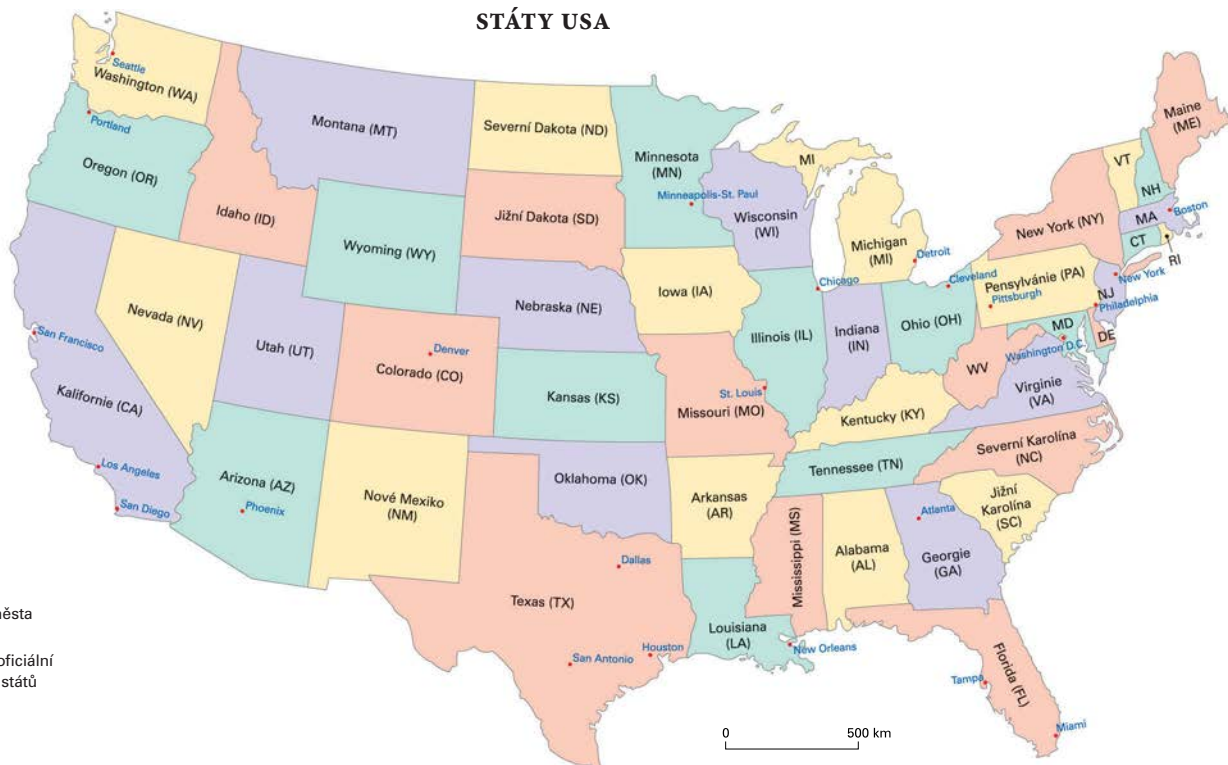 STÁTY USA
Seattle
Washington (WA)
Portland
Oregon (OR)
Montana (MT)
Idaho (ID)
Severní Dakota (ND)
Jižní Dakota (SD)
Wyoming (WY)
Minnesota
(MN)
Minneapolis-St. Paul
MI
Wisconsin
(WI)
Michigan
(MI)
Detroit
Maine
(ME)
VT
NH
New York (NY)
MA
Boston
CT
RI
Nebraska (NE)
Iowa (IA)
Chicago
Cleveland
Pensylvánie (PA)
Pittsburgh
New York
NJ
Philadelphia
Nevada (NV)
Utah (UT)
San Francisco
Kalifornie (CA)
Denver
Colorado (CO)
Kansas (KS)
Illinois (IL)
Indiana
(IN)
Ohio (OH)
MD
DE
Washington D.C.
WV
Virginie
(VA)
St. Louis
Missouri (MO)
Kentucky (KY)
Los Angeles
San Diego
Arizona (AZ)
Phoenix
Nové Mexiko
(NM)
Oklahoma (OK)
Arkansas
(AR)
Tennessee (TN)
Severní Karolína
(NC)
Jižní
Karolína
(SC)
Atlanta
Georgie
(GA)
Alabama
(AL)
Mississippi (MS)
Dallas
Texas (TX)
Houston
San Antonio
Louisiana
(LA)
New Orleans
Florida (FL)
Tampa
Miami
ěsta
oficiální
států
0 500 km